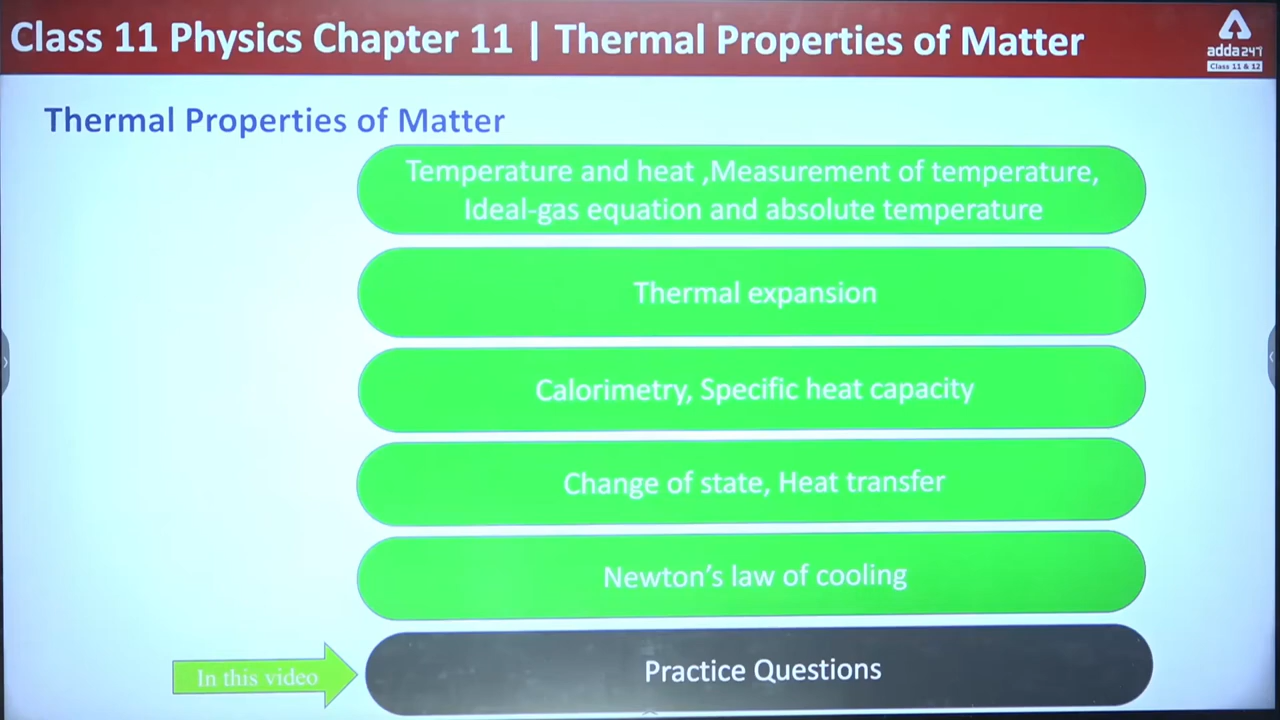 Class 11 Physics Chapter 11 | Thermal Properties of Matter
adda247
Class 11 & 12
Thermal Properties of Matter
Temperature and heat ,Measurement of temperature,
Ideal-gas equation and absolute temperature
Thermal expansion
Calorimetry, Specific heat capacity
Change of state, Heat transfer
Newton’s law of cooling
In this video
Practice Questions